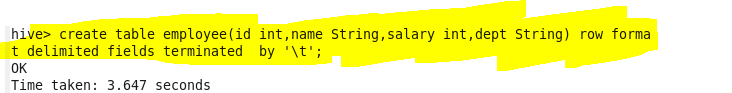 hive> create table employee(id int,name String,salary int,dept String) row forma
t delimited fields terminated  by '\t';
OK
Time taken: 3.647 seconds